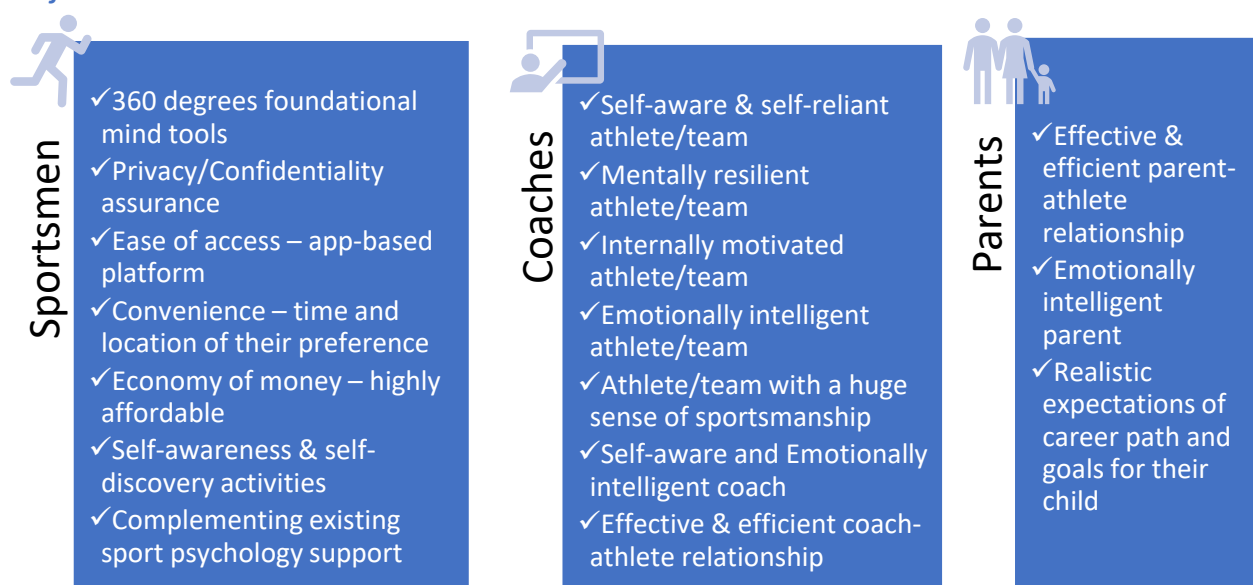 Sportsmen
✓360 degrees foundational
mind tools
✓Privacy/Confidentiality
assurance
✓Ease of access – app-based
platform
✓Convenience – time and
location of their preference
✓Economy of money – highly
affordable
✓Self-awareness & self-
discovery activities
✓Complementing existing
sport psychology support
Coaches
✓Self-aware & self-reliant
athlete/team
✓Mentally resilient
athlete/team
✓Internally motivated
athlete/team
✓Emotionally intelligent
athlete/team
✓Athlete/team with a huge
sense of sportsmanship
✓Self-aware and Emotionally
intelligent coach
✓Effective & efficient coach-
athlete relationship
Parents
✓Effective &
efficient parent-
athlete
relationship
✓Emotionally
intelligent
parent
✓Realistic
expectations of
career path and
goals for their
child